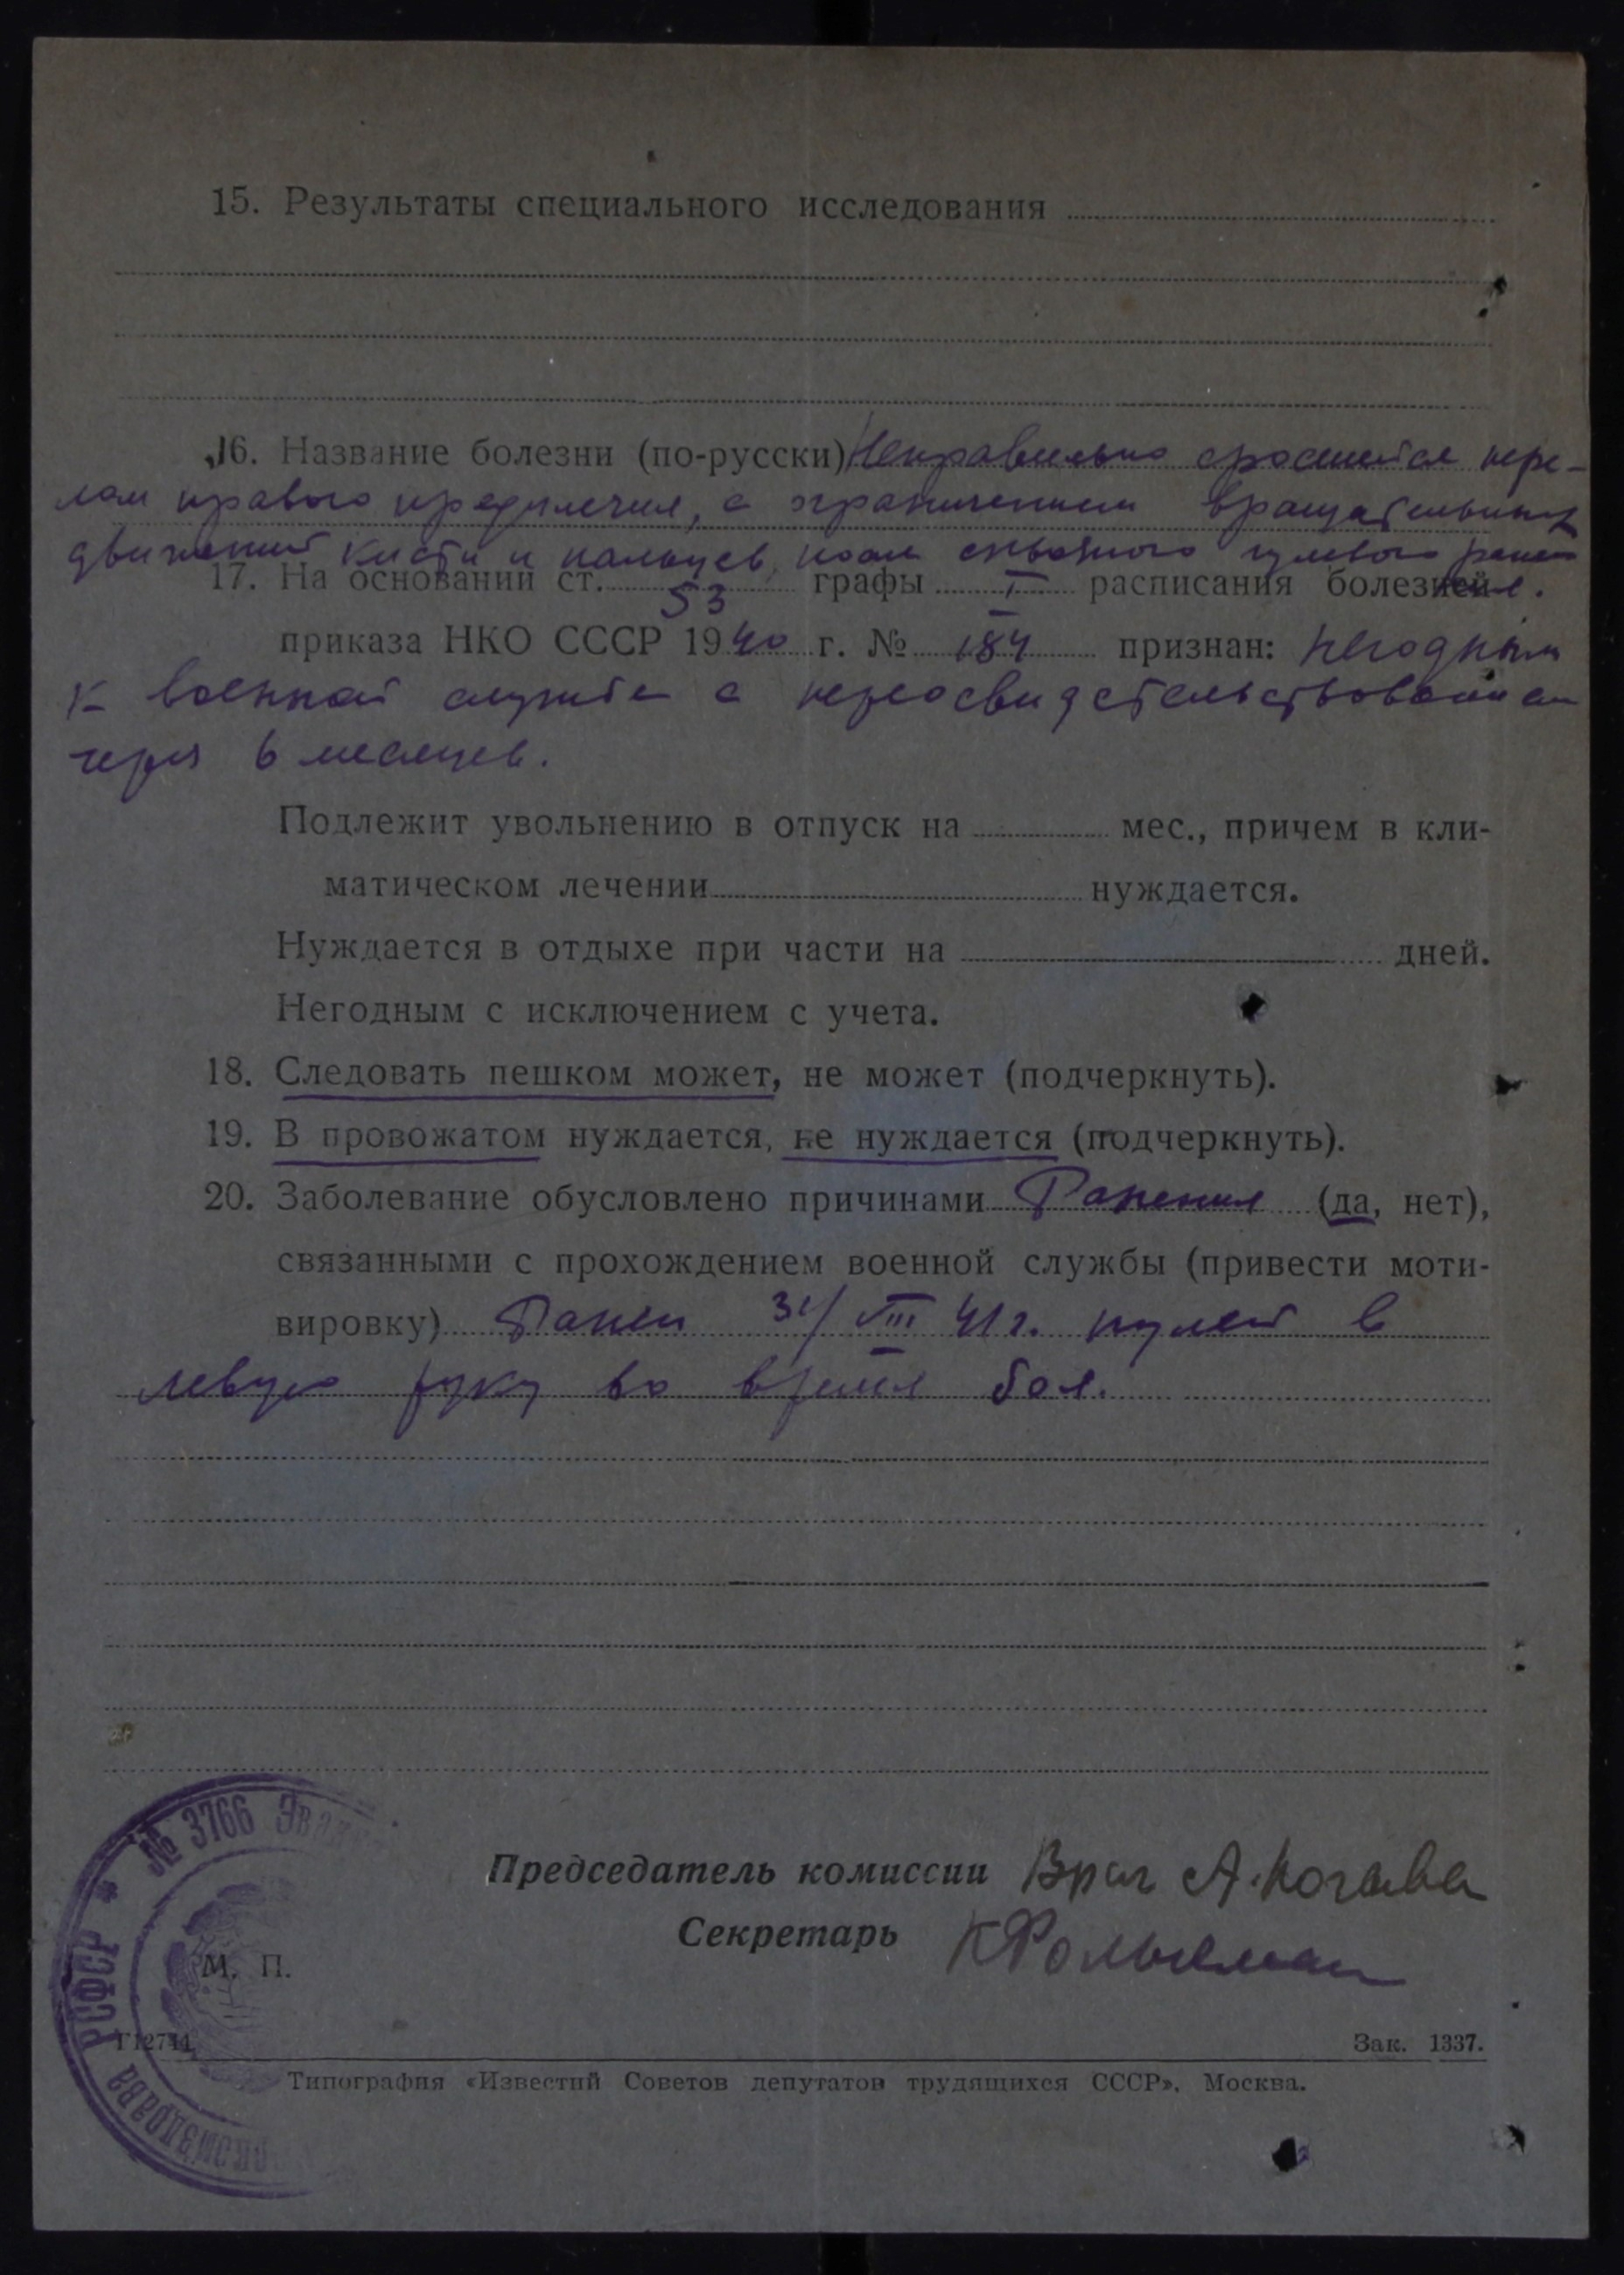 15. Результаты специального исследования
16. Название болезни (по-русски) Неправильно сросшийся пере-
лом правого предплечия, с ограничением вращательных
движений кисти и пальцев, после сквозного пулевого ранения.
17. На основании ст. 53 графы I расписания болезней
приказа НКО СССР 1940 г. № 184 признан: негодным
к военной службе с переосвидетельствованием
через 6 месяцев.
Подлежит увольнению в отпуск на мес., причем в кли-
матическом лечении нуждается.
Нуждается в отдыхе при части на дней.
Негодным с исключением с учета.
18. Следовать пешком может, не может (подчеркнуть).
19. В провожатом нуждается, не нуждается (подчеркнуть).
20. Заболевание обусловлено причинами Ранения (да, нет),
связанными с прохождением военной службы (привести моти-
вировку) Ранен 31/VIII 41 г. пулей в
левую руку во время боя.
№ 3766
Председатель комиссии Врач А.
Секретарь
РСФСР
М. П.
Г12744
Зак. 1337.
Типография «Известий Советов депутатов трудящихся СССР». Москва.